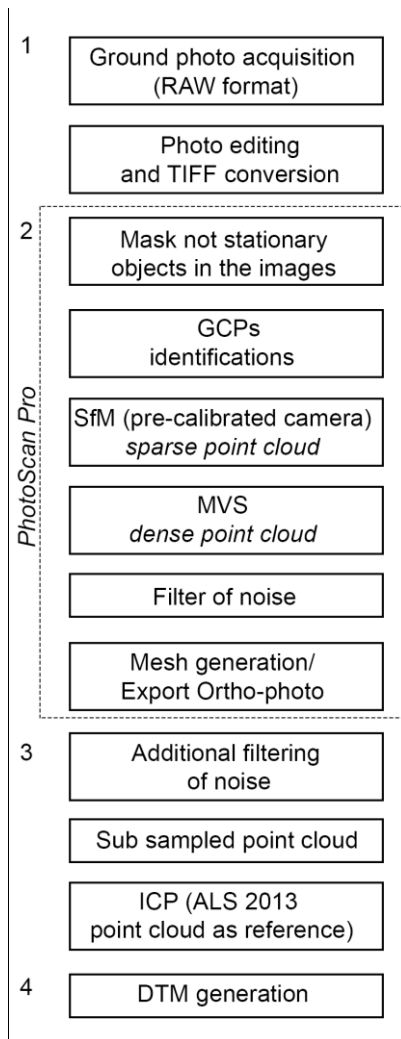 1
Ground photo acquisition
(RAW format)
Photo editing
and TIFF conversion
2
PhotoScan Pro
Mask not stationary
objects in the images
GCPs
identifications
SfM (pre-calibrated camera)
sparse point cloud
MVS
dense point cloud
Filter of noise
Mesh generation/
Export Ortho-photo
3
Additional filtering
of noise
Sub sampled point cloud
ICP (ALS 2013
point cloud as reference)
4
DTM generation